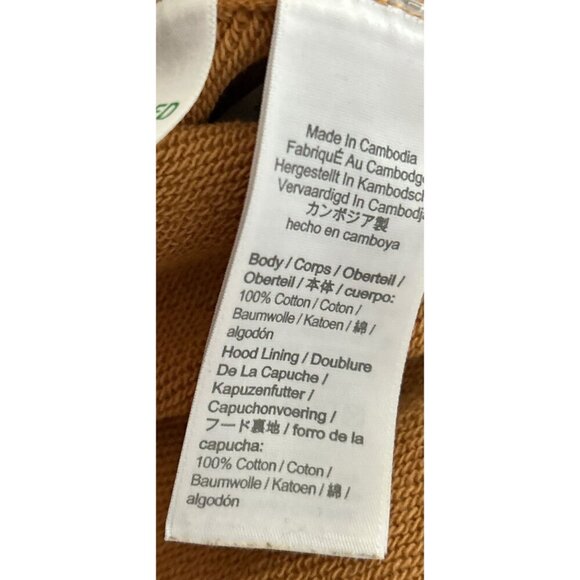 ED
Made In Cambodia
FabriquÉ Au Cambodge
Hergestellt In Kambodsch
Vervaardigd In Cambodja
カンボジア製
hecho en camboya
Body / Corps / Oberteil /
Oberteil / 本体 / cuerpo:
100% Cotton / Coton /
Baumwolle / Katoen / 綿 /
algodón
Hood Lining / Doublure
De La Capuche /
Kapuzenfutter /
Capuchonvoering /
フード裏地 / forro de la
capucha:
100% Cotton / Coton /
Baumwolle / Katoen / 綿 /
algodón